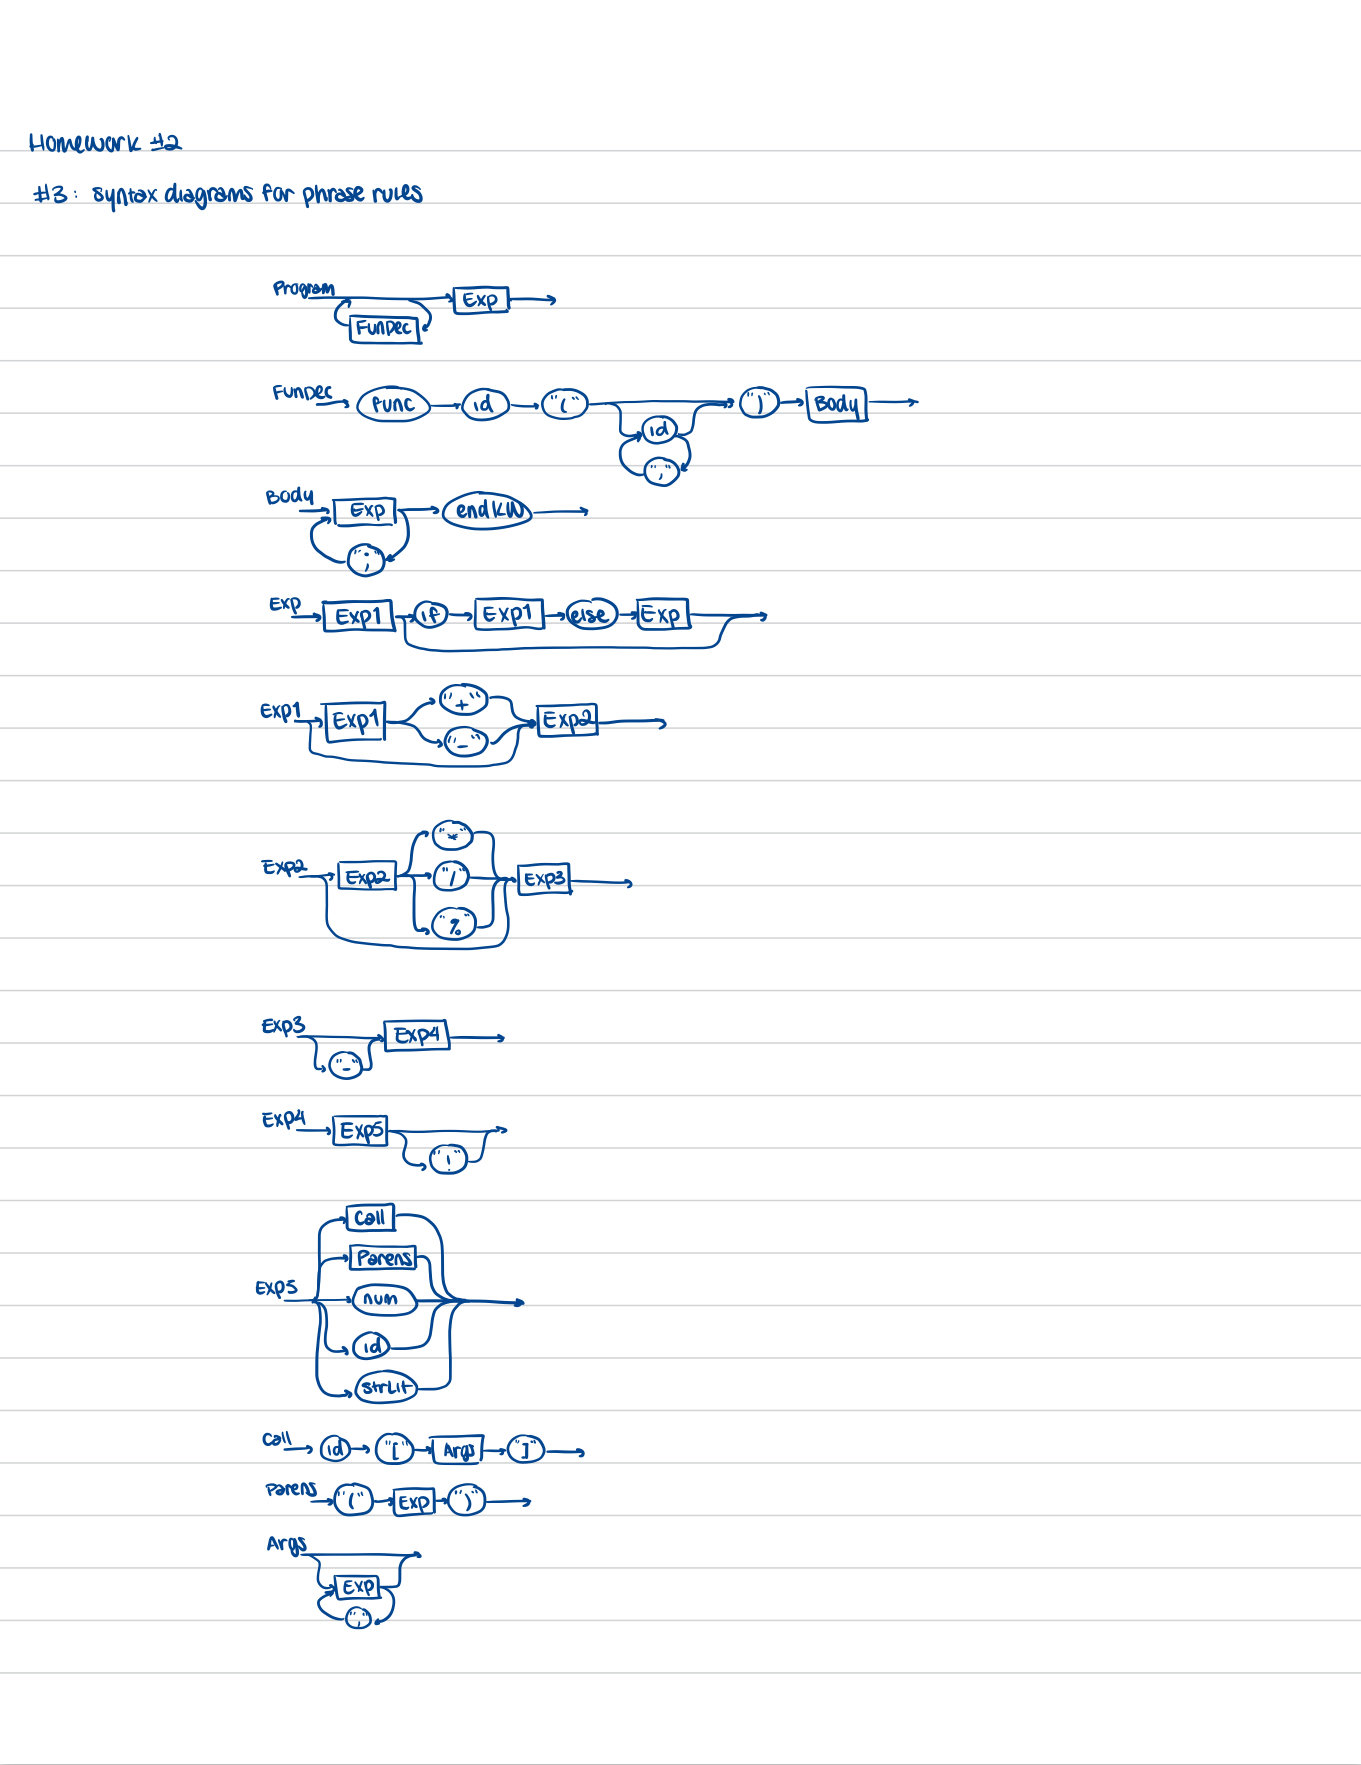 Homework #2
#3: syntax diagrams for phrase rules
Program Exp
FunDec
FunDec func id "(" ")" Body
id
","
Body Exp endKW
";"
Exp Exp1 if Exp1 else Exp
"+"
Exp1 Exp1 Exp2
"-"
"*"
Exp2 Exp2 "/" Exp3
"%"
Exp3 Exp4
"-"
Exp4 Exp5
"!"
Call
Parens
Exp5 num
id
strLit
Call id "[" Args "]"
Parens "(" Exp ")"
Args
Exp
","